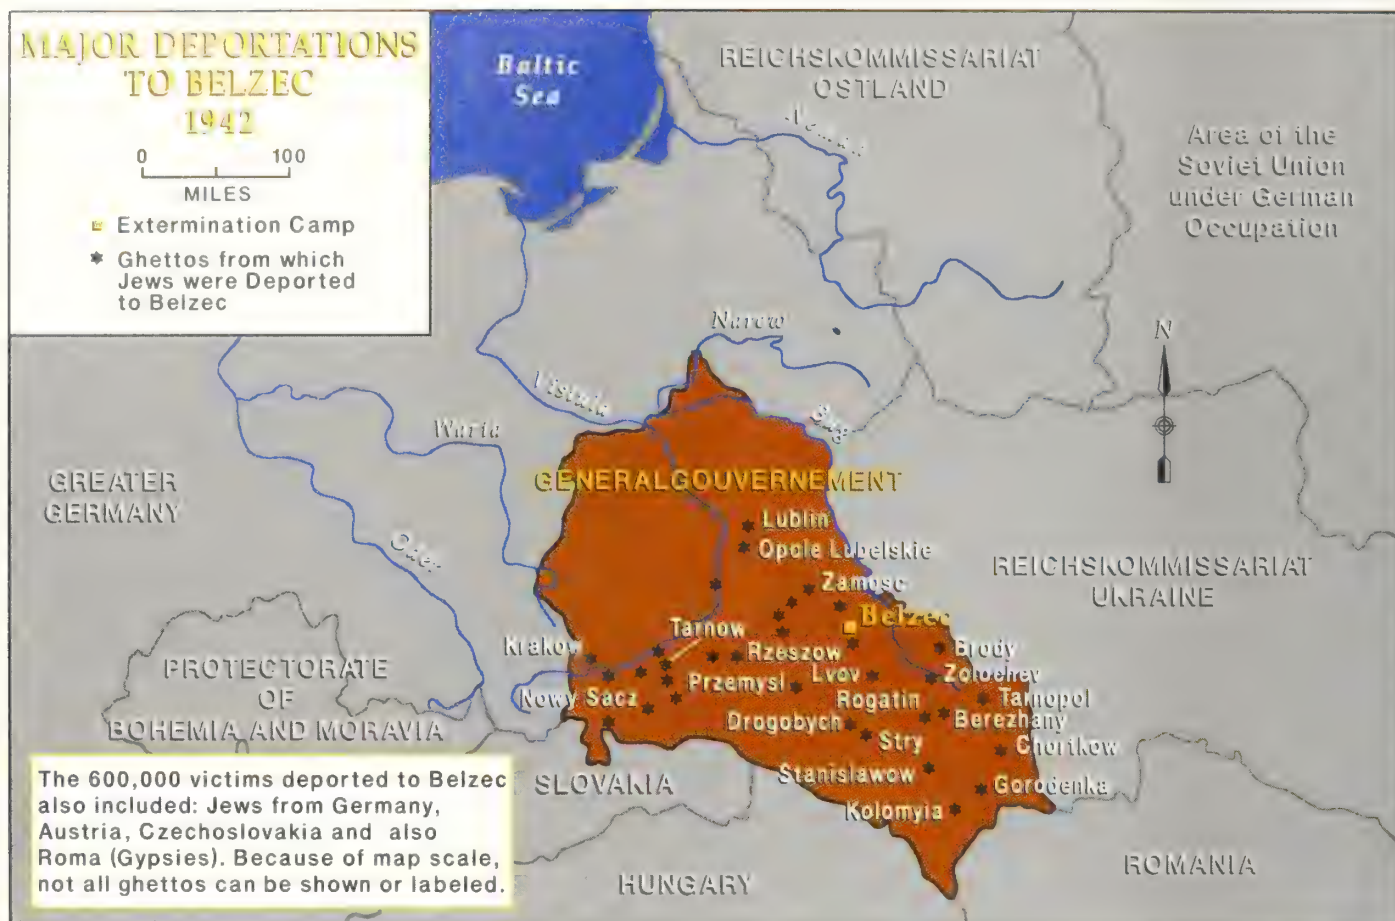 MAJOR DEPORTATIONS
TO BELZEC
1942
0 100
MILES
Extermination Camp
Ghettos from which
Jews were Deported
to Belzec
Baltic
Sea
REICHSKOMMISSARIAT
OSTLAND
Neman
Area of the
Soviet Union
under German
Occupation
N
Narew
Vistula
Bug
Warta
Oder
GREATER
GERMANY
GENERALGOUVERNEMENT
Lublin
Opole Lubelskie
Zamosc
Belzec
REICHSKOMMISSARIAT
UKRAINE
Krakow
Tarnow
Rzeszow
Brody
Przemysl
Lvov
Zolochev
Nowy Sacz
Rogatin
Tarnopol
Drogobych
Berezhany
Stry
Chortkow
Stanislawow
Gorodenka
Kolomyia
PROTECTORATE
OF
BOHEMIA AND MORAVIA
SLOVAKIA
HUNGARY
ROMANIA
The 600,000 victims deported to Belzec
also included: Jews from Germany,
Austria, Czechoslovakia and also
Roma (Gypsies). Because of map scale,
not all ghettos can be shown or labeled.